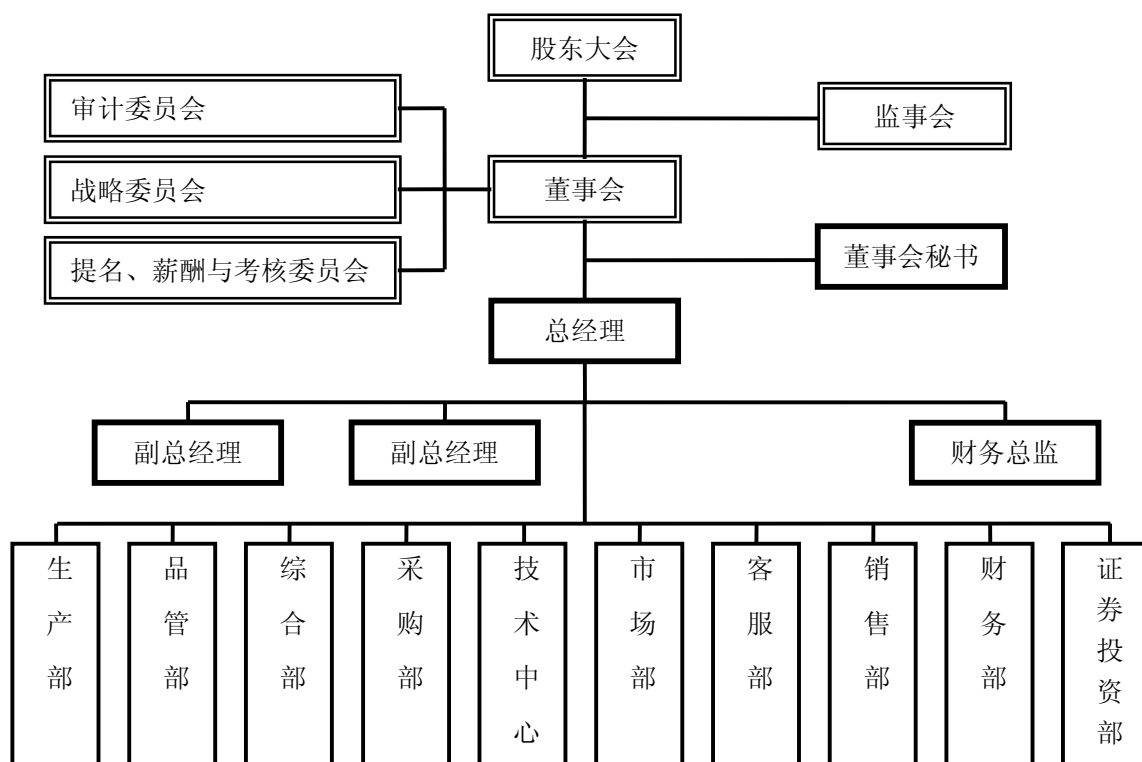 股东大会
审计委员会
监事会
战略委员会
董事会
提名、薪酬与考核委员会
董事会秘书
总经理
副总经理
副总经理
财务总监
生产部
品管部
综合部
采购部
技术中心
市场部
客服部
销售部
财务部
证券投资部